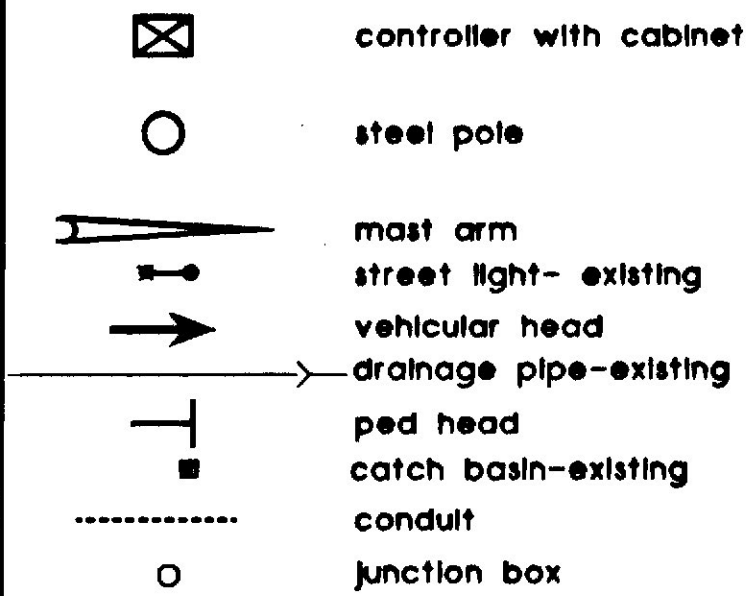 controller with cabinet
steel pole
mast arm
street light- existing
vehicular head
drainage pipe-existing
ped head
catch basin-existing
conduit
junction box